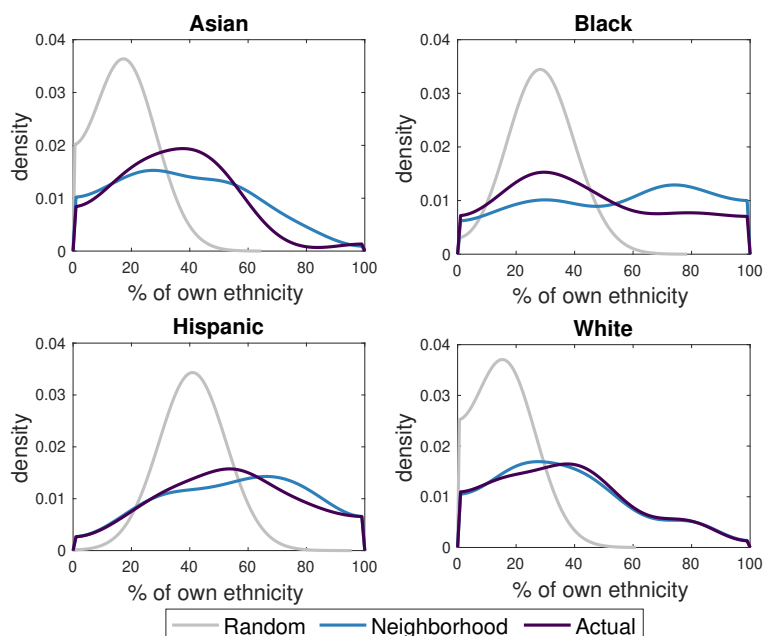 Asian
0.04
0.03
0.02
0.01
0
density
0 20 40 60 80 100
% of own ethnicity
Black
0.04
0.03
0.02
0.01
0
density
0 20 40 60 80 100
% of own ethnicity
Hispanic
0.04
0.03
0.02
0.01
0
density
0 20 40 60 80 100
% of own ethnicity
White
0.04
0.03
0.02
0.01
0
density
0 20 40 60 80 100
% of own ethnicity
Random Neighborhood Actual